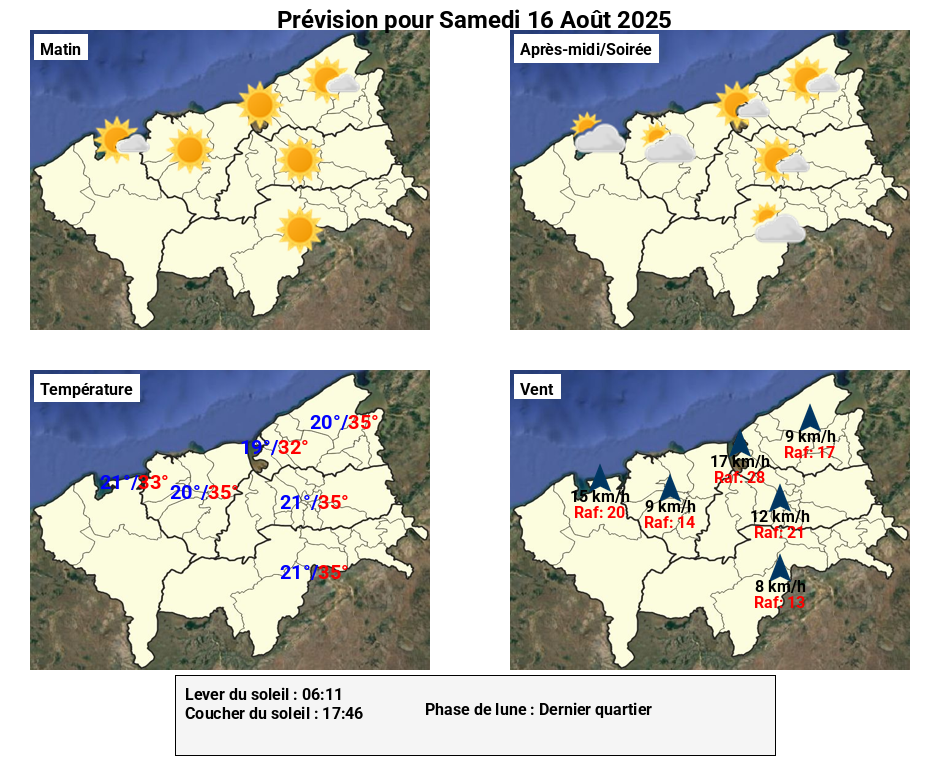 Prévision pour Samedi 16 Août 2025
Matin
Après-midi/Soirée
Température
20°/35°
19°/32°
21°/33°
20°/35°
21°/35°
21°/35°
Vent
9 km/h
Raf: 17
17 km/h
Raf: 28
15 km/h
Raf: 20
9 km/h
Raf: 14
12 km/h
Raf: 21
8 km/h
Raf: 13
Lever du soleil : 06:11
Coucher du soleil : 17:46
Phase de lune : Dernier quartier